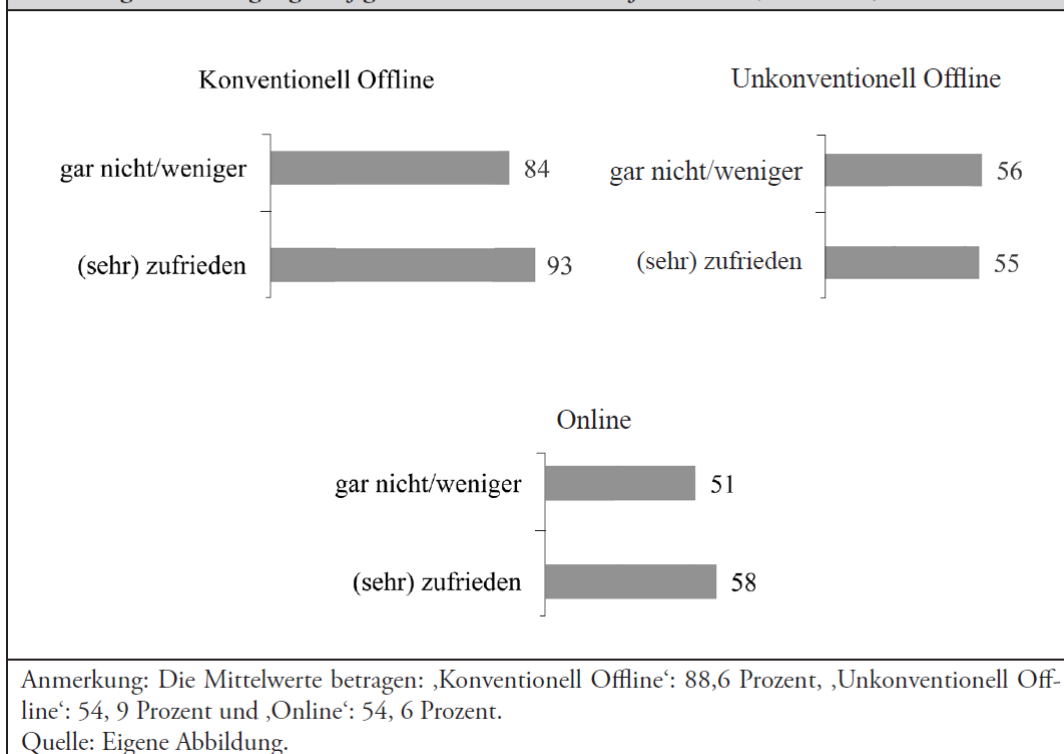 Konventionell Offline
gar nicht/weniger 84
(sehr) zufrieden 93
Unkonventionell Offline
gar nicht/weniger 56
(sehr) zufrieden 55
Online
gar nicht/weniger 51
(sehr) zufrieden 58
Anmerkung: Die Mittelwerte betragen: ‚Konventionell Offline‘: 88,6 Prozent, ‚Unkonventionell Off-
line‘: 54, 9 Prozent und ‚Online‘: 54, 6 Prozent.
Quelle: Eigene Abbildung.